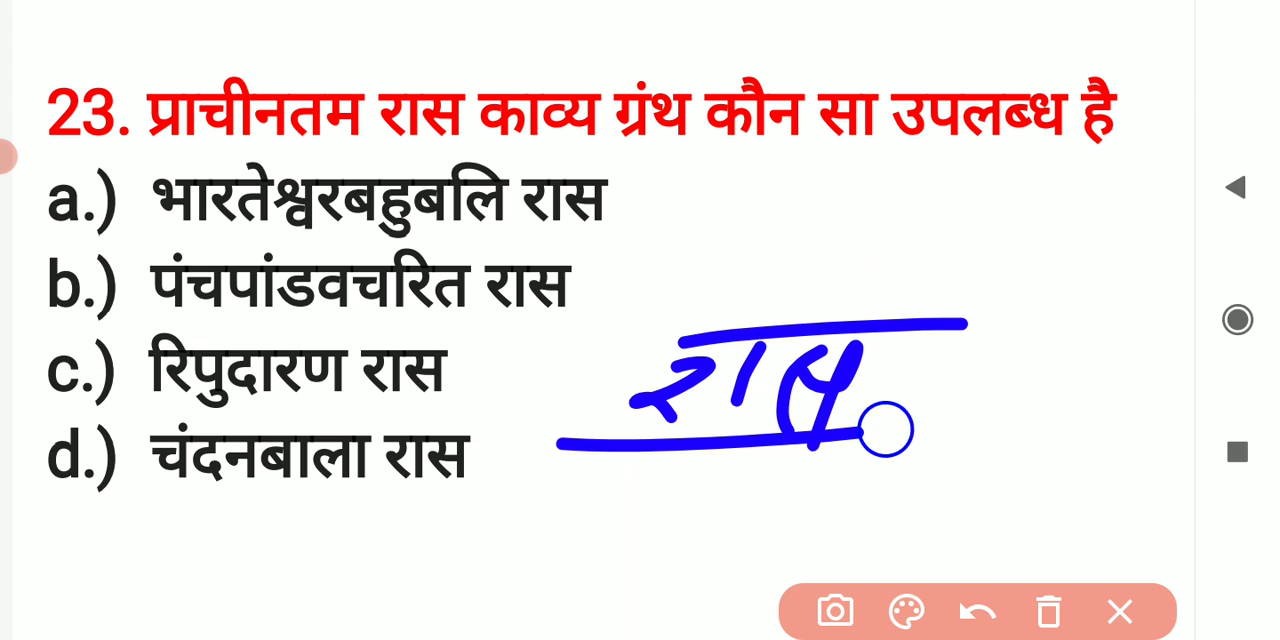 23. प्राचीनतम रास काव्य ग्रंथ कौन सा उपलब्ध है
a.) भारतेश्वरबहुबलि रास
b.) पंचपांडवचरित रास
c.) रिपुदारण रास
रास
d.) चंदनबाला रास